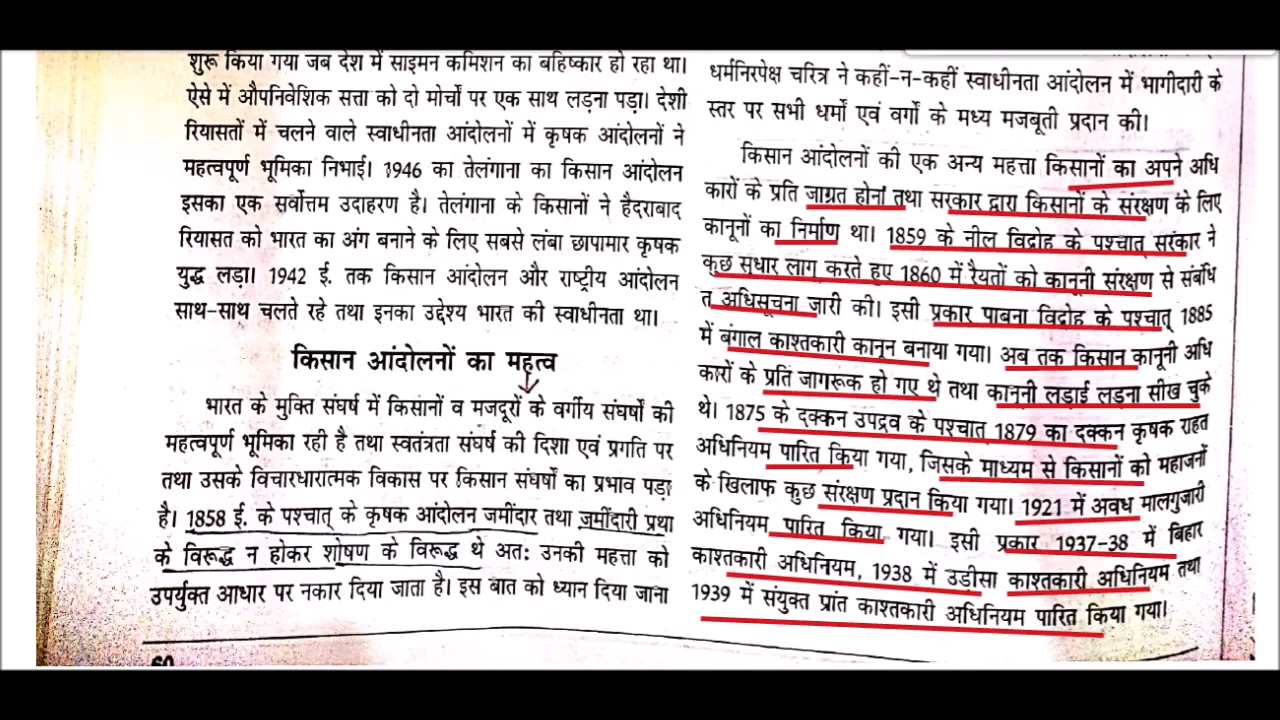 शुरू किया गया जब देश में साइमन कमिशन का बहिष्कार हो रहा था।
ऐसे में औपनिवेशिक सत्ता को दो मोर्चों पर एक साथ लड़ना पड़ा। देशी
रियासतों में चलने वाले स्वाधीनता आंदोलनों में कृषक आंदोलनों ने
महत्वपूर्ण भूमिका निभाई। 1946 का तेलंगाना का किसान आंदोलन
इसका एक सर्वोत्तम उदाहरण है। तेलंगाना के किसानों ने हैदराबाद
रियासत को भारत का अंग बनाने के लिए सबसे लंबा छापामार कृषक
युद्ध लड़ा। 1942 ई. तक किसान आंदोलन और राष्ट्रीय आंदोलन
साथ-साथ चलते रहे तथा इनका उद्देश्य भारत की स्वाधीनता था।
किसान आंदोलनों का महत्व
भारत के मुक्ति संघर्ष में किसानों व मजदूरों के वर्गीय संघर्षों की
महत्वपूर्ण भूमिका रही है तथा स्वतंत्रता संघर्ष की दिशा एवं प्रगति पर
तथा उसके विचारधारात्मक विकास पर किसान संघर्षों का प्रभाव पड़ा
है। 1858 ई. के पश्चात् के कृषक आंदोलन जमींदार तथा जमींदारी प्रथा
के विरूद्ध न होकर शोषण के विरूद्ध थे अतः उनकी महत्ता को
उपर्युक्त आधार पर नकार दिया जाता है। इस बात को ध्यान दिया जाना
60
धर्मनिरपेक्ष चरित्र ने कहीं-न-कहीं स्वाधीनता आंदोलन में भागीदारी के
स्तर पर सभी धर्मों एवं वर्गों के मध्य मजबूती प्रदान की।
किसान आंदोलनों की एक अन्य महत्ता किसानों का अपने अधि
कारों के प्रति जाग्रत होना तथा सरकार द्वारा किसानों के संरक्षण के लिए
कानूनों का निर्माण था। 1859 के नील विद्रोह के पश्चात् सरकार ने
कुछ सुधार लागू करते हुए 1860 में रैयतों को कानूनी संरक्षण से संबंधि
त अधिसूचना जारी की। इसी प्रकार पाबना विद्रोह के पश्चात् 1885
में बंगाल काश्तकारी कानून बनाया गया। अब तक किसान कानूनी अधि
कारों के प्रति जागरूक हो गए थे तथा कानूनी लड़ाई लड़ना सीख चुके
थे। 1875 के दक्कन उपद्रव के पश्चात् 1879 का दक्कन कृषक राहत
अधिनियम पारित किया गया, जिसके माध्यम से किसानों को महाजनों
के खिलाफ कुछ संरक्षण प्रदान किया गया। 1921 में अवध मालगुजारी
अधिनियम पारित किया गया। इसी प्रकार 1937-38 में बिहार
काश्तकारी अधिनियम, 1938 में उड़ीसा काश्तकारी अधिनियम तथा
1939 में संयुक्त प्रांत काश्तकारी अधिनियम पारित किया गया।